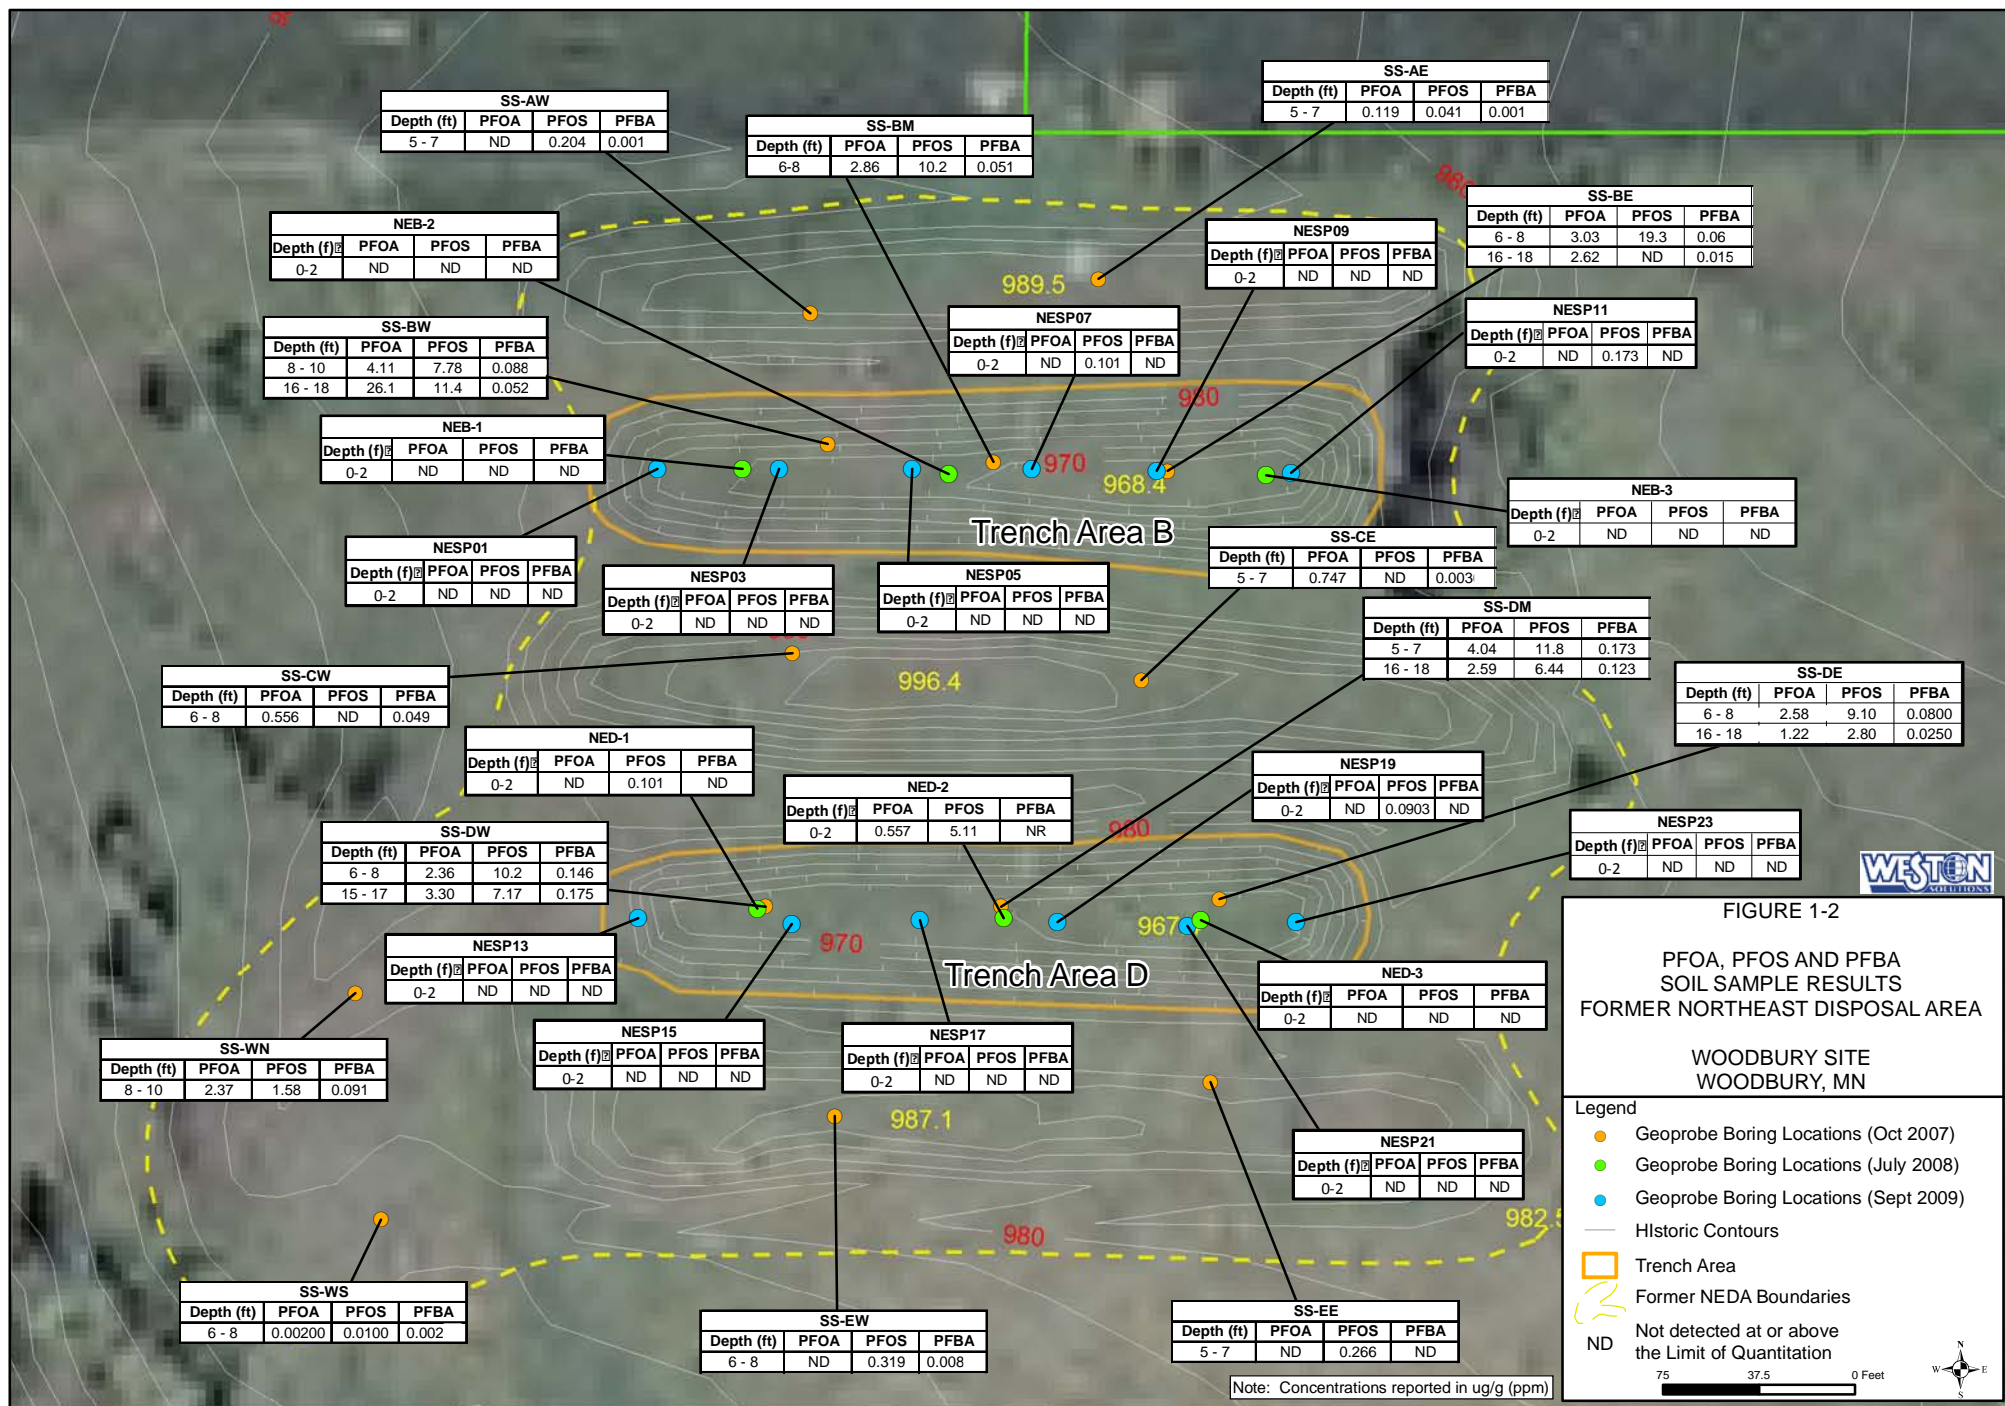 SS-AE
Depth (ft) PFOA PFOS PFBA
5 - 7 0.119 0.041 0.001
SS-AW
Depth (ft) PFOA PFOS PFBA
5 - 7 ND 0.204 0.001
SS-BM
Depth (ft) PFOA PFOS PFBA
6-8 2.86 10.2 0.051
SS-BE
Depth (ft) PFOA PFOS PFBA
6 - 8 3.03 19.3 0.06
16 - 18 2.62 ND 0.015
NEB-2
Depth (f) PFOA PFOS PFBA
0-2 ND ND ND
NESP09
Depth (f) PFOA PFOS PFBA
0-2 ND ND ND
989.5
NESP07
Depth (f) PFOA PFOS PFBA
0-2 ND 0.101 ND
NESP11
Depth (f) PFOA PFOS PFBA
0-2 ND 0.173 ND
SS-BW
Depth (ft) PFOA PFOS PFBA
8 - 10 4.11 7.78 0.088
16 - 18 26.1 11.4 0.052
980
NEB-1
Depth (f) PFOA PFOS PFBA
0-2 ND ND ND
970
968.4
NEB-3
Depth (f) PFOA PFOS PFBA
0-2 ND ND ND
Trench Area B
SS-CE
Depth (ft) PFOA PFOS PFBA
5 - 7 0.747 ND 0.003
NESP01
Depth (f) PFOA PFOS PFBA
0-2 ND ND ND
NESP03
Depth (f) PFOA PFOS PFBA
0-2 ND ND ND
NESP05
Depth (f) PFOA PFOS PFBA
0-2 ND ND ND
SS-DM
Depth (ft) PFOA PFOS PFBA
5 - 7 4.04 11.8 0.173
16 - 18 2.59 6.44 0.123
SS-CW
Depth (ft) PFOA PFOS PFBA
6 - 8 0.556 ND 0.049
996.4
SS-DE
Depth (ft) PFOA PFOS PFBA
6 - 8 2.58 9.10 0.0800
16 - 18 1.22 2.80 0.0250
NED-1
Depth (f) PFOA PFOS PFBA
0-2 ND 0.101 ND
NED-2
Depth (f) PFOA PFOS PFBA
0-2 0.557 5.11 NR
NESP19
Depth (f) PFOA PFOS PFBA
0-2 ND 0.0903 ND
980
NESP23
Depth (f) PFOA PFOS PFBA
0-2 ND ND ND
SS-DW
Depth (ft) PFOA PFOS PFBA
6 - 8 2.36 10.2 0.146
15 - 17 3.30 7.17 0.175
970
967
Trench Area D
NESP13
Depth (f) PFOA PFOS PFBA
0-2 ND ND ND
NED-3
Depth (f) PFOA PFOS PFBA
0-2 ND ND ND
NESP15
Depth (f) PFOA PFOS PFBA
0-2 ND ND ND
NESP17
Depth (f) PFOA PFOS PFBA
0-2 ND ND ND
SS-WN
Depth (ft) PFOA PFOS PFBA
8 - 10 2.37 1.58 0.091
987.1
NESP21
Depth (f) PFOA PFOS PFBA
0-2 ND ND ND
982.5
980
SS-WS
Depth (ft) PFOA PFOS PFBA
6 - 8 0.00200 0.0100 0.002
SS-EW
Depth (ft) PFOA PFOS PFBA
6 - 8 ND 0.319 0.008
SS-EE
Depth (ft) PFOA PFOS PFBA
5 - 7 ND 0.266 ND
Note: Concentrations reported in ug/g (ppm)
WESTON
SOLUTIONS
FIGURE 1-2
PFOA, PFOS AND PFBA
SOIL SAMPLE RESULTS
FORMER NORTHEAST DISPOSAL AREA
WOODBURY SITE
WOODBURY, MN
Legend
Geoprobe Boring Locations (Oct 2007)
Geoprobe Boring Locations (July 2008)
Geoprobe Boring Locations (Sept 2009)
HIstoric Contours
Trench Area
Former NEDA Boundaries
ND Not detected at or above
the Limit of Quantitation
75 37.5 0 Feet
N
W E
S